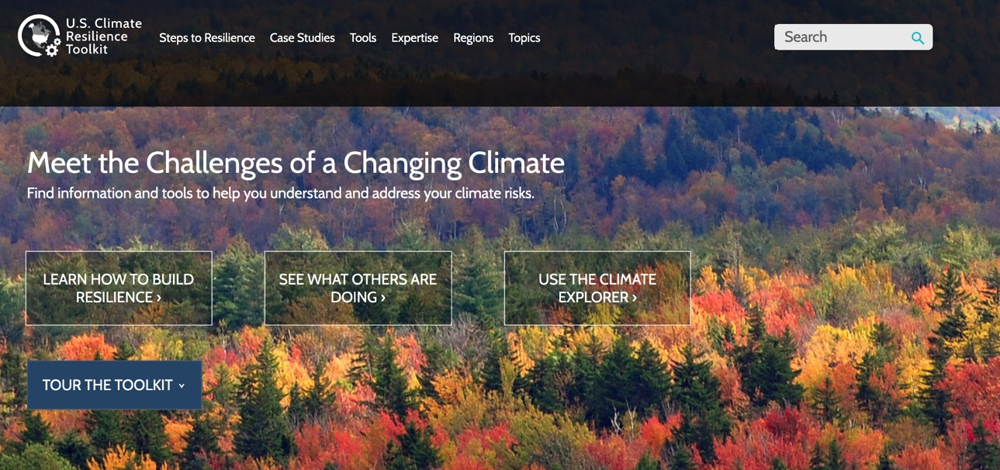 U.S. Climate
Resilience
Toolkit
Steps to Resilience Case Studies Tools Expertise Regions Topics
Search
Meet the Challenges of a Changing Climate
Find information and tools to help you understand and address your climate risks.
LEARN HOW TO BUILD
RESILIENCE ›
SEE WHAT OTHERS ARE
DOING ›
USE THE CLIMATE
EXPLORER ›
TOUR THE TOOLKIT